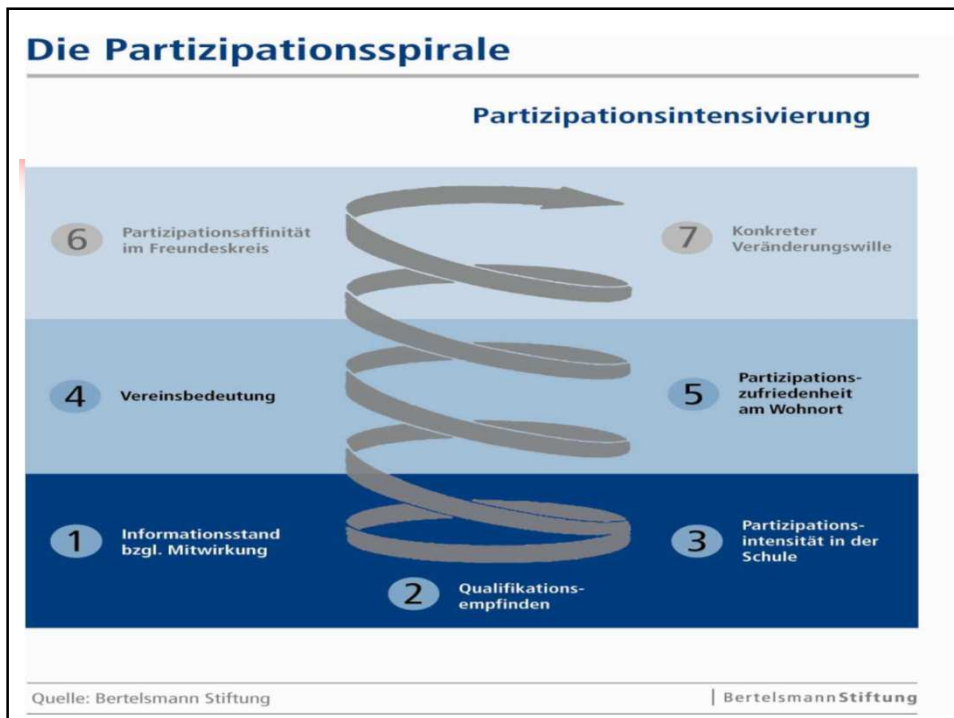 Die Partizipationsspirale
Partizipationsintensivierung
6
Partizipationsaffinität
im Freundeskreis
7
Konkreter
Veränderungswille
4
Vereinsbedeutung
5
Partizipations-
zufriedenheit
am Wohnort
1
Informationsstand
bzgl. Mitwirkung
2
Qualifikations-
empfinden
3
Partizipations-
intensität in der
Schule
Quelle: Bertelsmann Stiftung
| BertelsmannStiftung